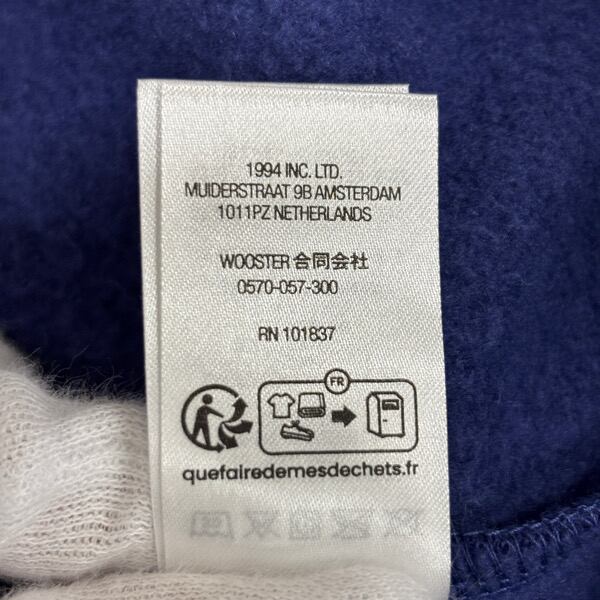 1994 INC. LTD.
MUIDERSTRAAT 9B AMSTERDAM
1011PZ NETHERLANDS
WOOSTER 合同会社
0570-057-300
RN 101837
FR
quefairedemesdechets.fr